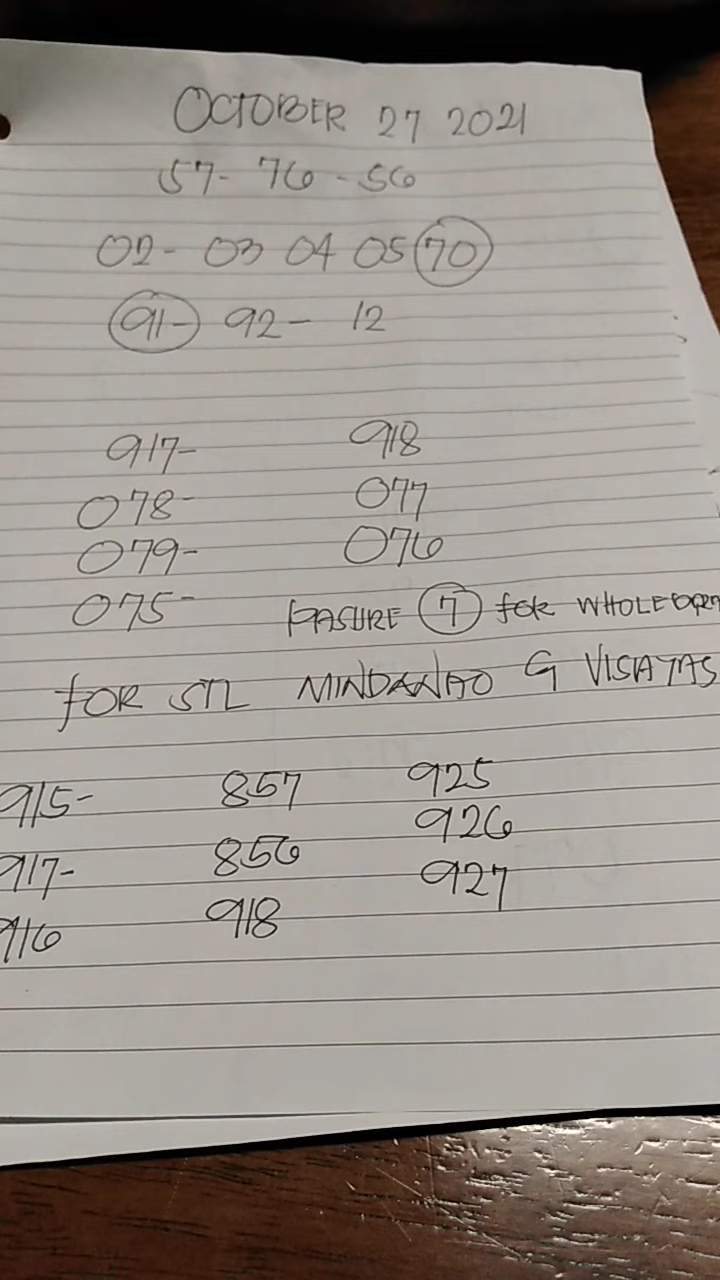 OCTOBER 27 2021
57- 76 - 56
02- 03 04 05 70
91- 92- 12
917- 918
078- 077
079- 076
075- PASURE 7 FOR WHOLE
FOR STL MINDANAO G VISAYAS
915- 857 925
917- 856 926
916 918 927